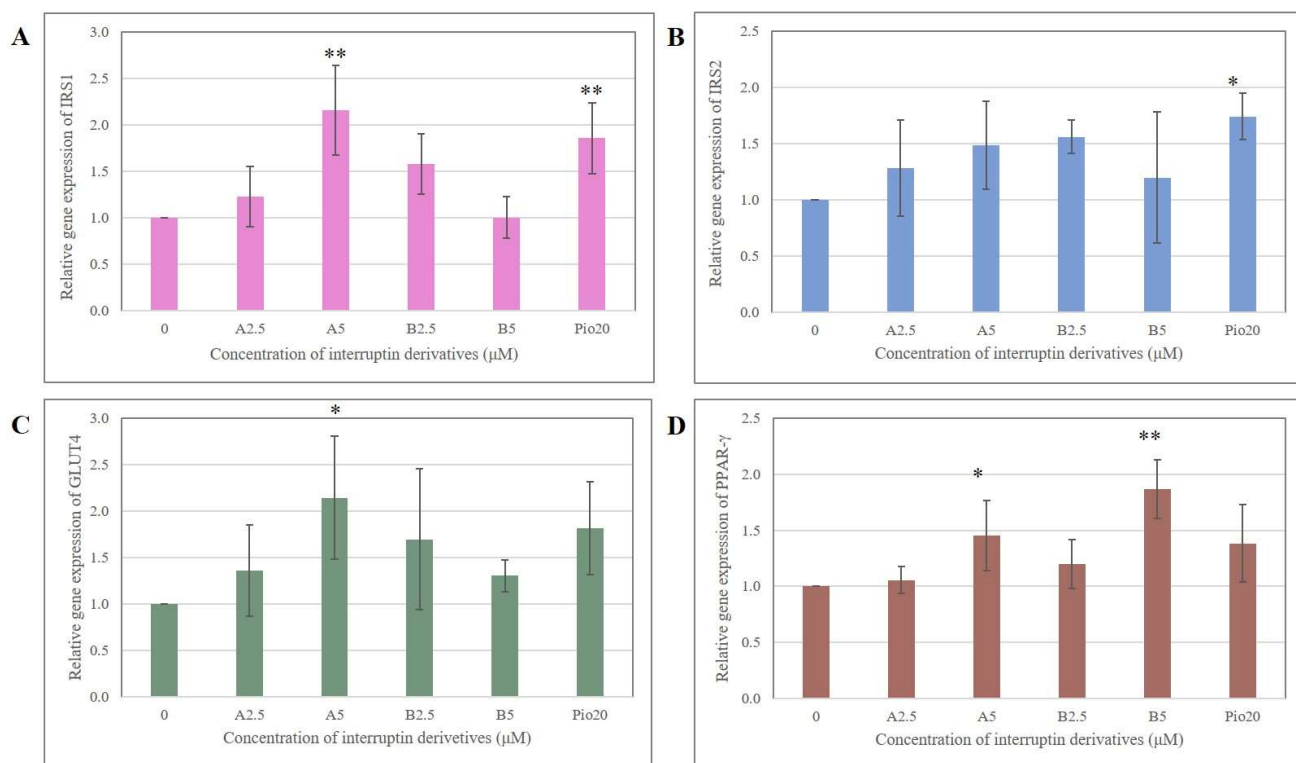 A
Relative gene expression of IRS1
3.0
2.5
2.0
1.5
1.0
0.5
0.0
**
**
0 A2.5 A5 B2.5 B5 Pio20
Concentration of interruptin derivatives (μM)
B
Relative gene expression of IRS2
2.5
2.0
1.5
1.0
0.5
0.0
*
0 A2.5 A5 B2.5 B5 Pio20
Concentration of interruptin derivatives (μM)
C
Relative gene expression of GLUT4
3.0
2.5
2.0
1.5
1.0
0.5
0.0
*
0 A2.5 A5 B2.5 B5 Pio20
Concentration of interruptin derivetives (μM)
D
Relative gene expression of PPAR-γ
2.5
2.0
1.5
1.0
0.5
0.0
*
**
0 A2.5 A5 B2.5 B5 Pio20
Concentration of interruptin derivatives (μM)